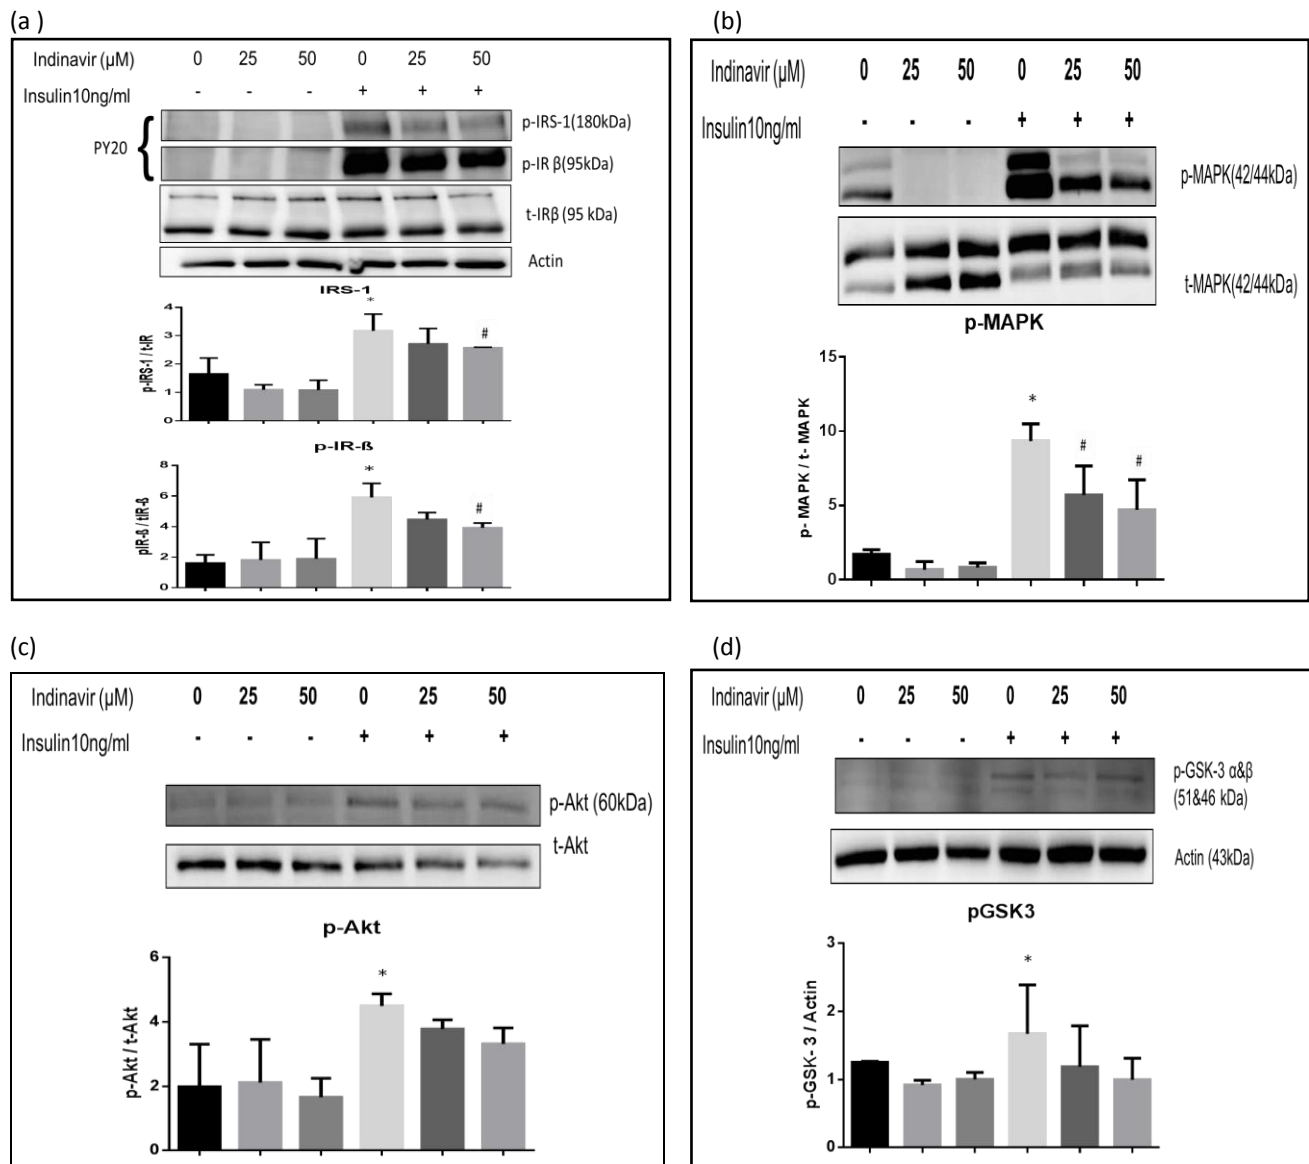 (a )
Indinavir (µM) 0 25 50 0 25 50
Insulin10ng/ml - - - + + +
PY20
p-IRS-1(180kDa)
p-IR β(95kDa)
t-IRβ (95 kDa)
Actin
IRS-1
p-IRS-1 / t-IR
4
3
2
1
0
*
#
p-IR-ß
pIR-ß / tIR-ß
8
6
4
2
0
*
#
(b)
Indinavir (µM) 0 25 50 0 25 50
Insulin10ng/ml - - - + + +
p-MAPK(42/44kDa)
t-MAPK(42/44kDa)
p-MAPK
p- MAPK / t- MAPK
15
10
5
0
*
#
#
(c)
Indinavir (µM) 0 25 50 0 25 50
Insulin10ng/ml - - - + + +
p-Akt (60kDa)
t-Akt
p-Akt
p-Akt / t-Akt
6
4
2
0
*
(d)
Indinavir (µM) 0 25 50 0 25 50
Insulin10ng/ml - - - + + +
p-GSK-3 α&β
(51&46 kDa)
Actin (43kDa)
pGSK3
p-GSK- 3 / Actin
3
2
1
0
*